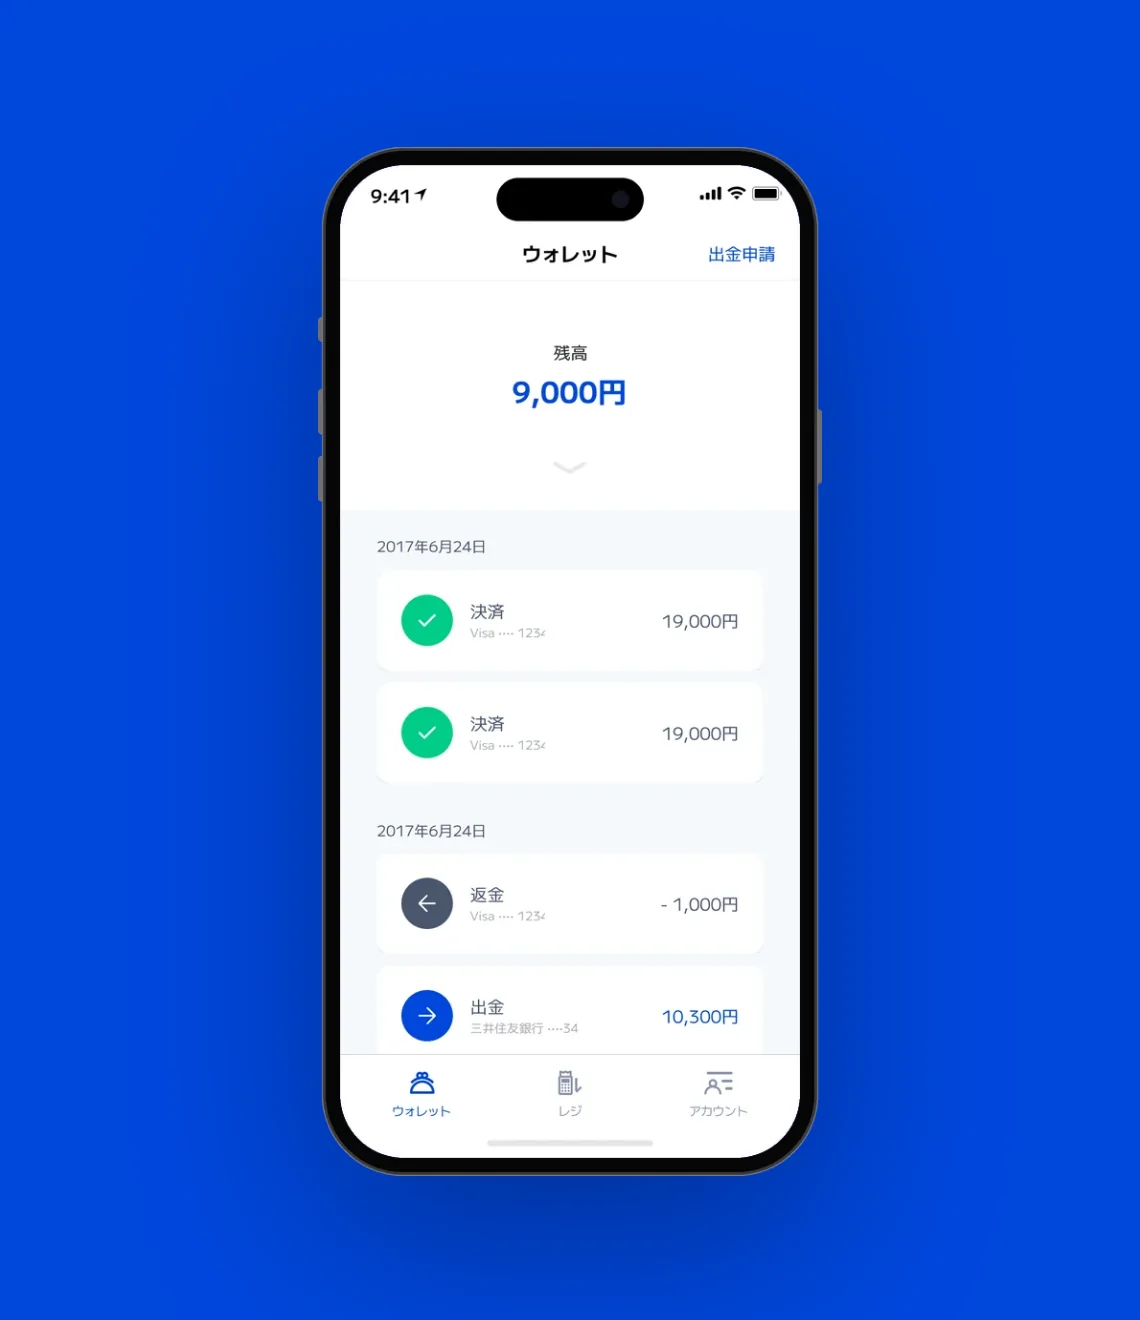 9:41
ウォレット
出金申請
残高
9,000円
2017年6月24日
決済
Visa ···· 1234
19,000円
決済
Visa ···· 1234
19,000円
2017年6月24日
返金
Visa ···· 1234
- 1,000円
出金
三井住友銀行 ····34
10,300円
ウォレット
レジ
アカウント